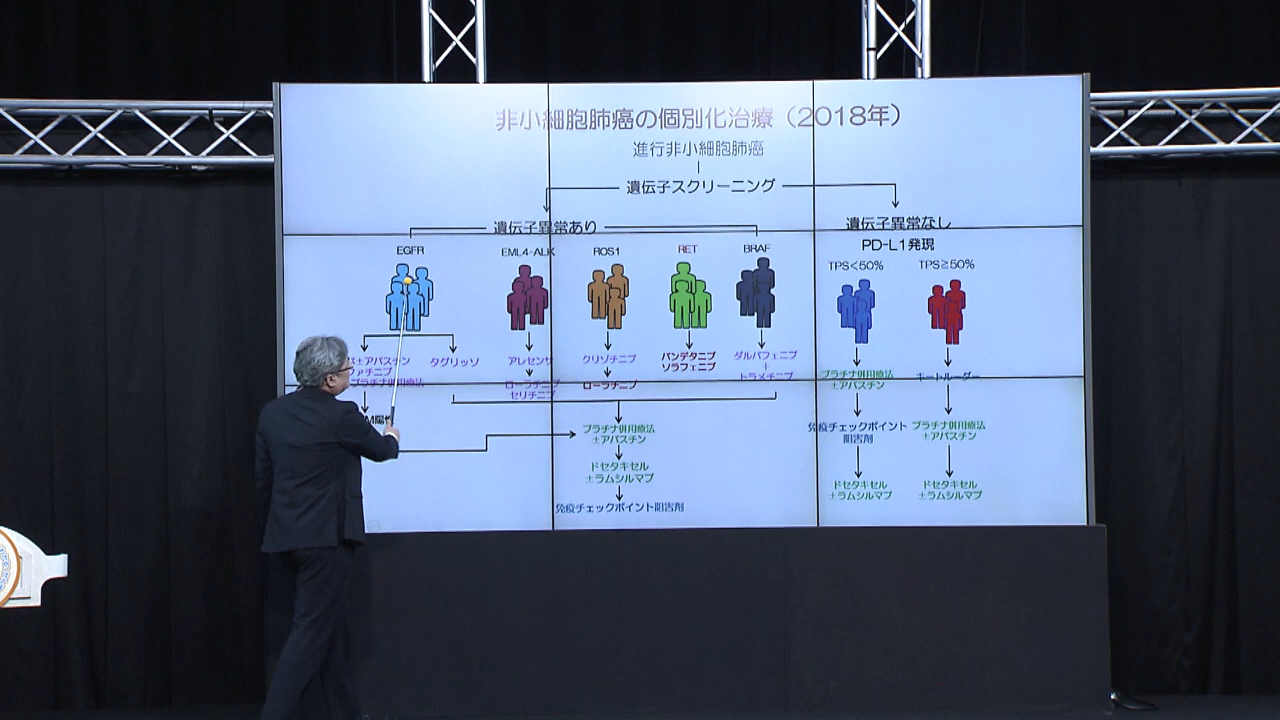 非小細胞肺癌の個別化治療（2018年）
進行非小細胞肺癌
遺伝子スクリーニング
遺伝子異常あり
遺伝子異常なし
PD-L1発現
EGFR
EML4-ALK
ROS1
RET
BRAF
TPS<50%
TPS≧50%
±アバスチン
ファチニブ
プラチナ併用療法
タグリッソ
アレセンサ
ローラチニブ
セリチニブ
クリゾチニブ
ローラチニブ
バンデタニブ
ソラフェニブ
ダルバフェニブ
+
トラメチニブ
プラチナ併用療法
±アバスチン
キートルーダー
M陽性
プラチナ併用療法
±アバスチン
ドセタキセル
±ラムシルマブ
免疫チェックポイント阻害剤
免疫チェックポイント
阻害剤
ドセタキセル
±ラムシルマブ
プラチナ併用療法
±アバスチン
ドセタキセル
±ラムシルマブ